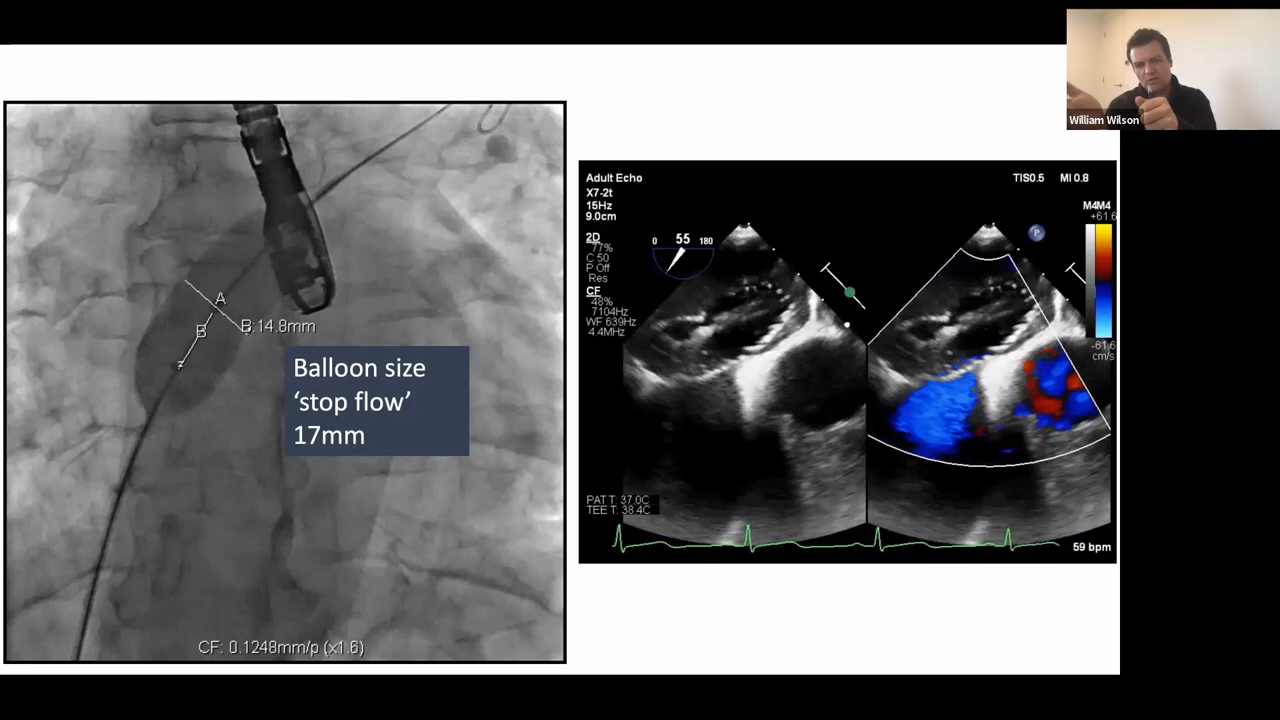 William Wilson
A
B
B:14.8mm
Balloon size
‘stop flow’
17mm
CF: 0.1248mm/p (x1.6)
Adult Echo
X7-2t
15Hz
9.0cm
2D
77%
C 50
P Off
Res
CF
48%
7104Hz
WF 639Hz
4.4MHz
0 55 180
TIS0.5 MI 0.8
M4M4
+61.6
P
-61.6
cm/s
PAT T: 37.0C
TEE T: 38.4C
59 bpm